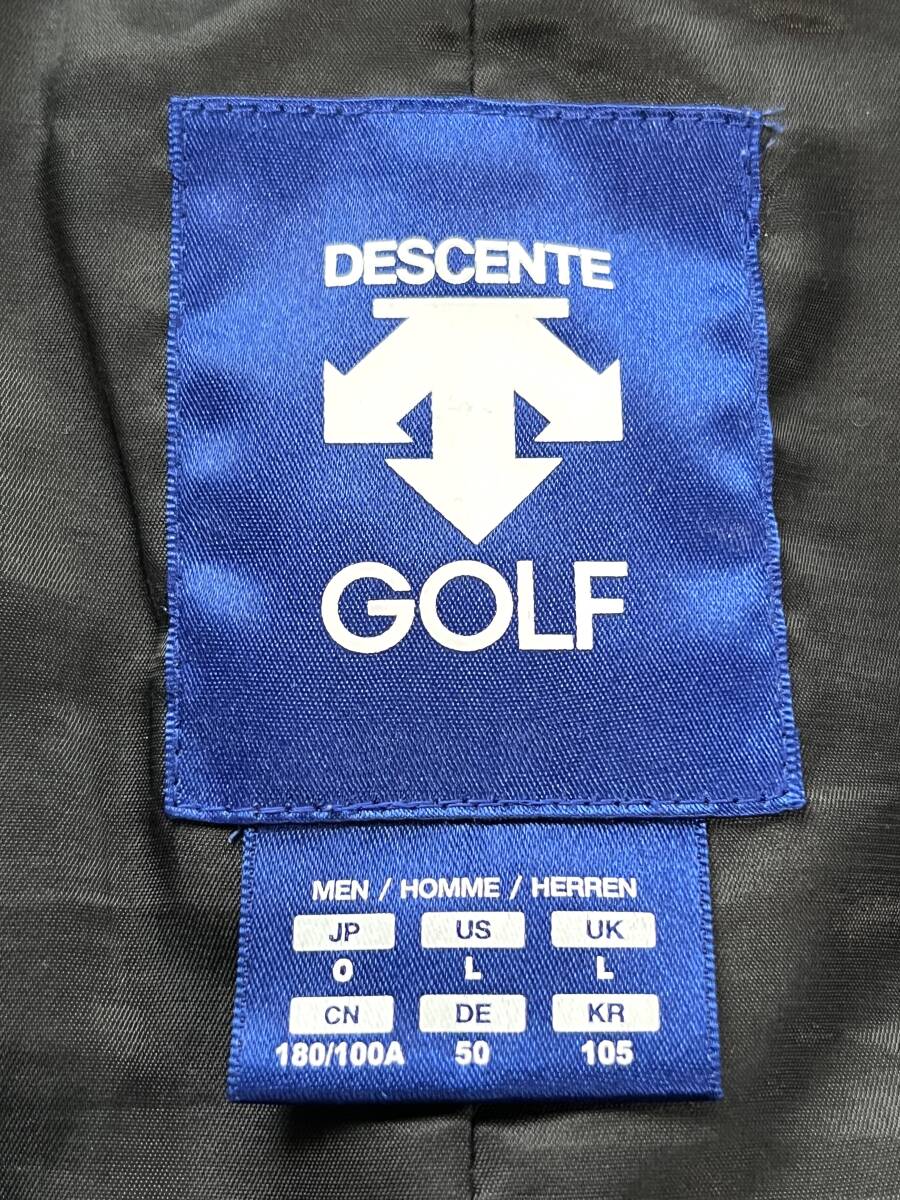 DESCENTE
GOLF
MEN / HOMME / HERREN
JP US UK
O L L
CN DE KR
180/100A 50 105